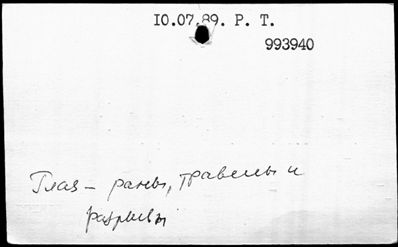 10.07.89. Р. Т.
993940
Глаз – раны, травмы и
разрывы